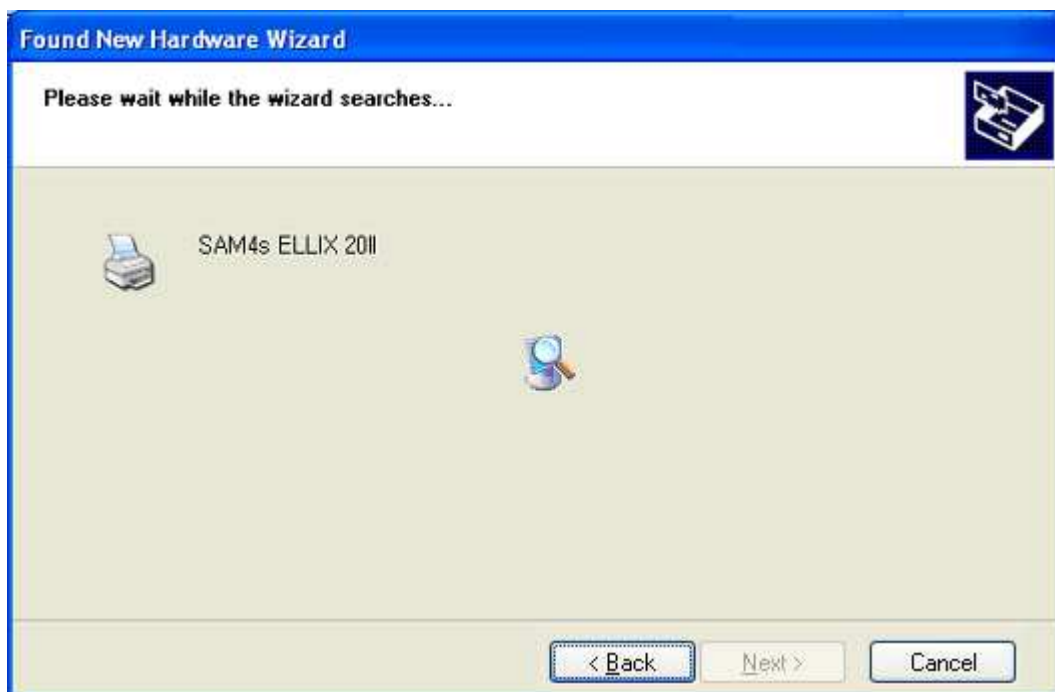 Found New Hardware Wizard
Please wait while the wizard searches...
SAM4s ELLIX 20II
< Back
Next >
Cancel